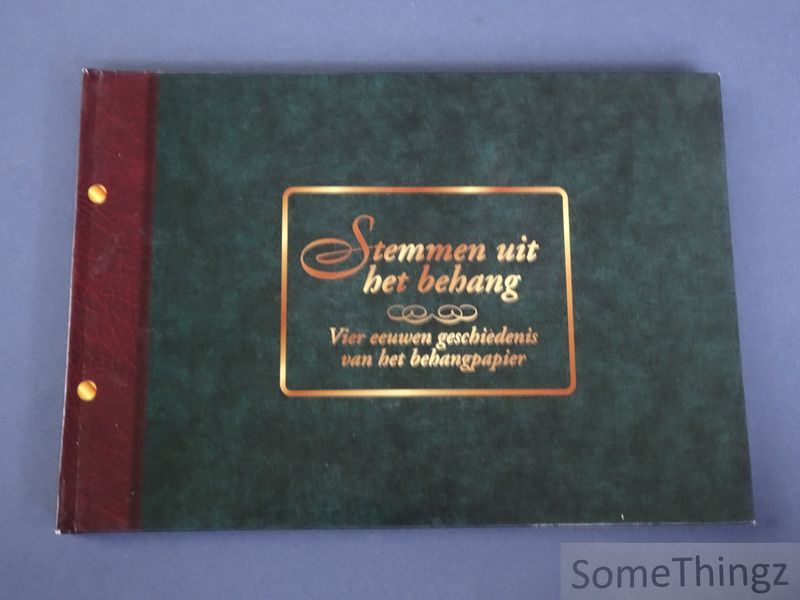 Stemmen uit
het behang
Vier eeuwen geschiedenis
van het behangpapier
SomeThingz